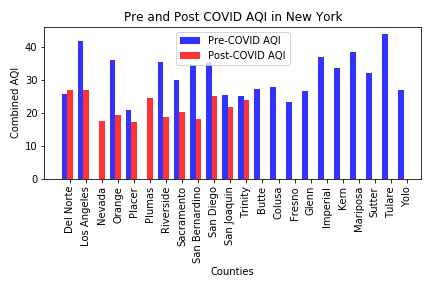 Pre and Post COVID AQI in New York
Pre-COVID AQI
Post-COVID AQI
Combined AQI
40
30
20
10
0
Del Norte
Los Angeles
Nevada
Orange
Placer
Plumas
Riverside
Sacramento
San Bernardino
San Diego
San Joaquin
Trinity
Butte
Colusa
Fresno
Glenn
Imperial
Kern
Mariposa
Sutter
Tulare
Yolo
Counties